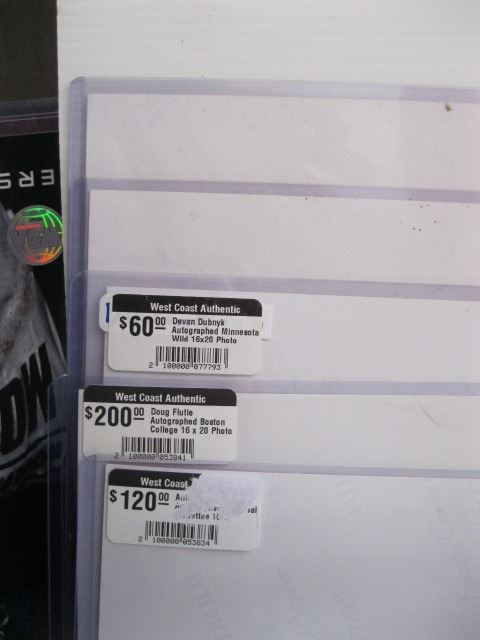 ERS
West Coast Authentic
$60.00 Devan Dubnyk
Autographed Minnesota
Wild 16x20 Photo
2 100000 077793
West Coast Authentic
$200.00 Doug Flutie
Autographed Boston
College 16 x 20 Photo
2 100000 053841
West Coast
$120.00
2 100000 053834